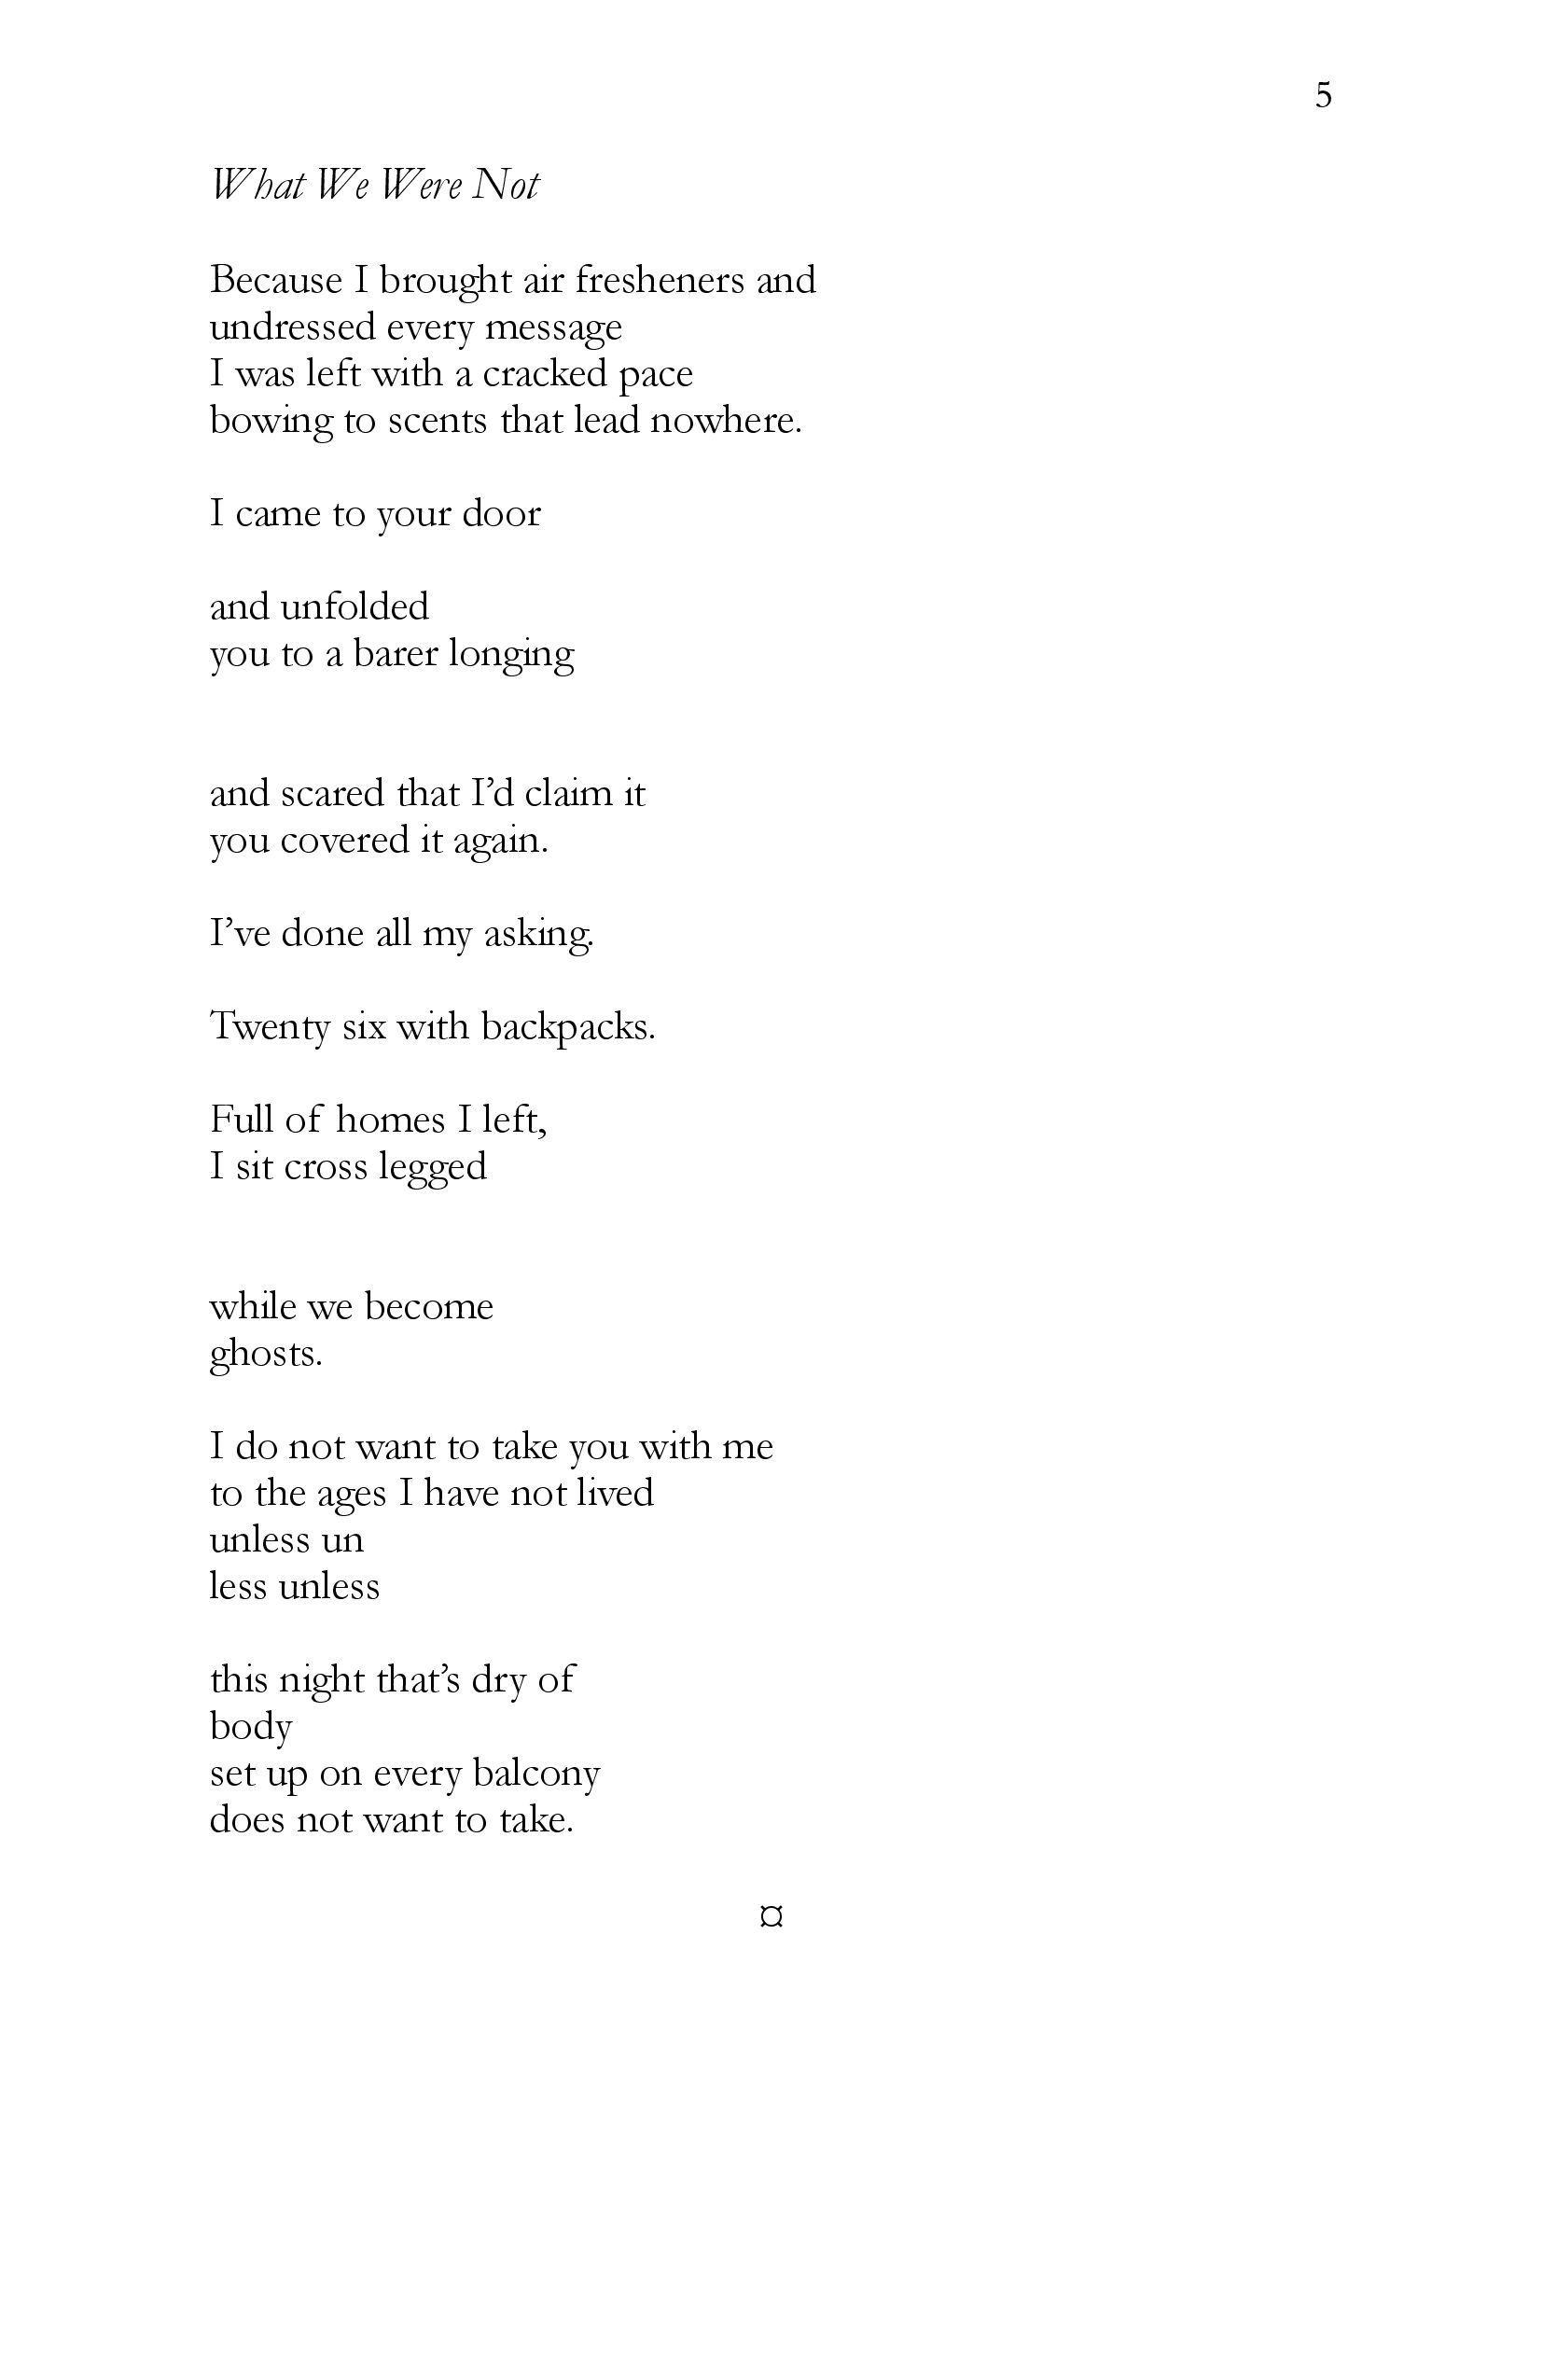 5
What We Were Not
Because I brought air fresheners and
undressed every message
I was left with a cracked pace
bowing to scents that lead nowhere.
I came to your door
and unfolded
you to a barer longing
and scared that I’d claim it
you covered it again.
I’ve done all my asking.
Twenty six with backpacks.
Full of homes I left,
I sit cross legged
while we become
ghosts.
I do not want to take you with me
to the ages I have not lived
unless un
less unless
this night that’s dry of
body
set up on every balcony
does not want to take.
¤